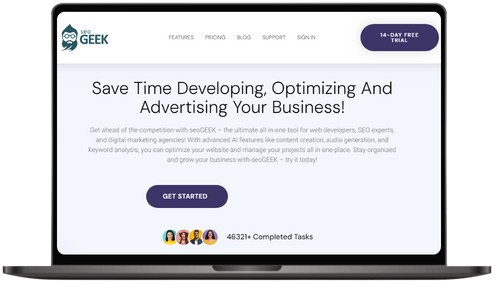 seo
GEEK
FEATURES PRICING BLOG SUPPORT SIGN IN
14-DAY FREE
TRIAL
Save Time Developing, Optimizing And
Advertising Your Business!
Get ahead of the competition with seoGEEK – the ultimate all-in-one tool for web developers, SEO experts,
and digital marketing agencies! With advanced AI features like content creation, audio generation, and
keyword analysis, you can optimize your website and manage your projects all in one place. Stay organized
and grow your business with seoGEEK – try it today!
GET STARTED
46321+ Completed Tasks